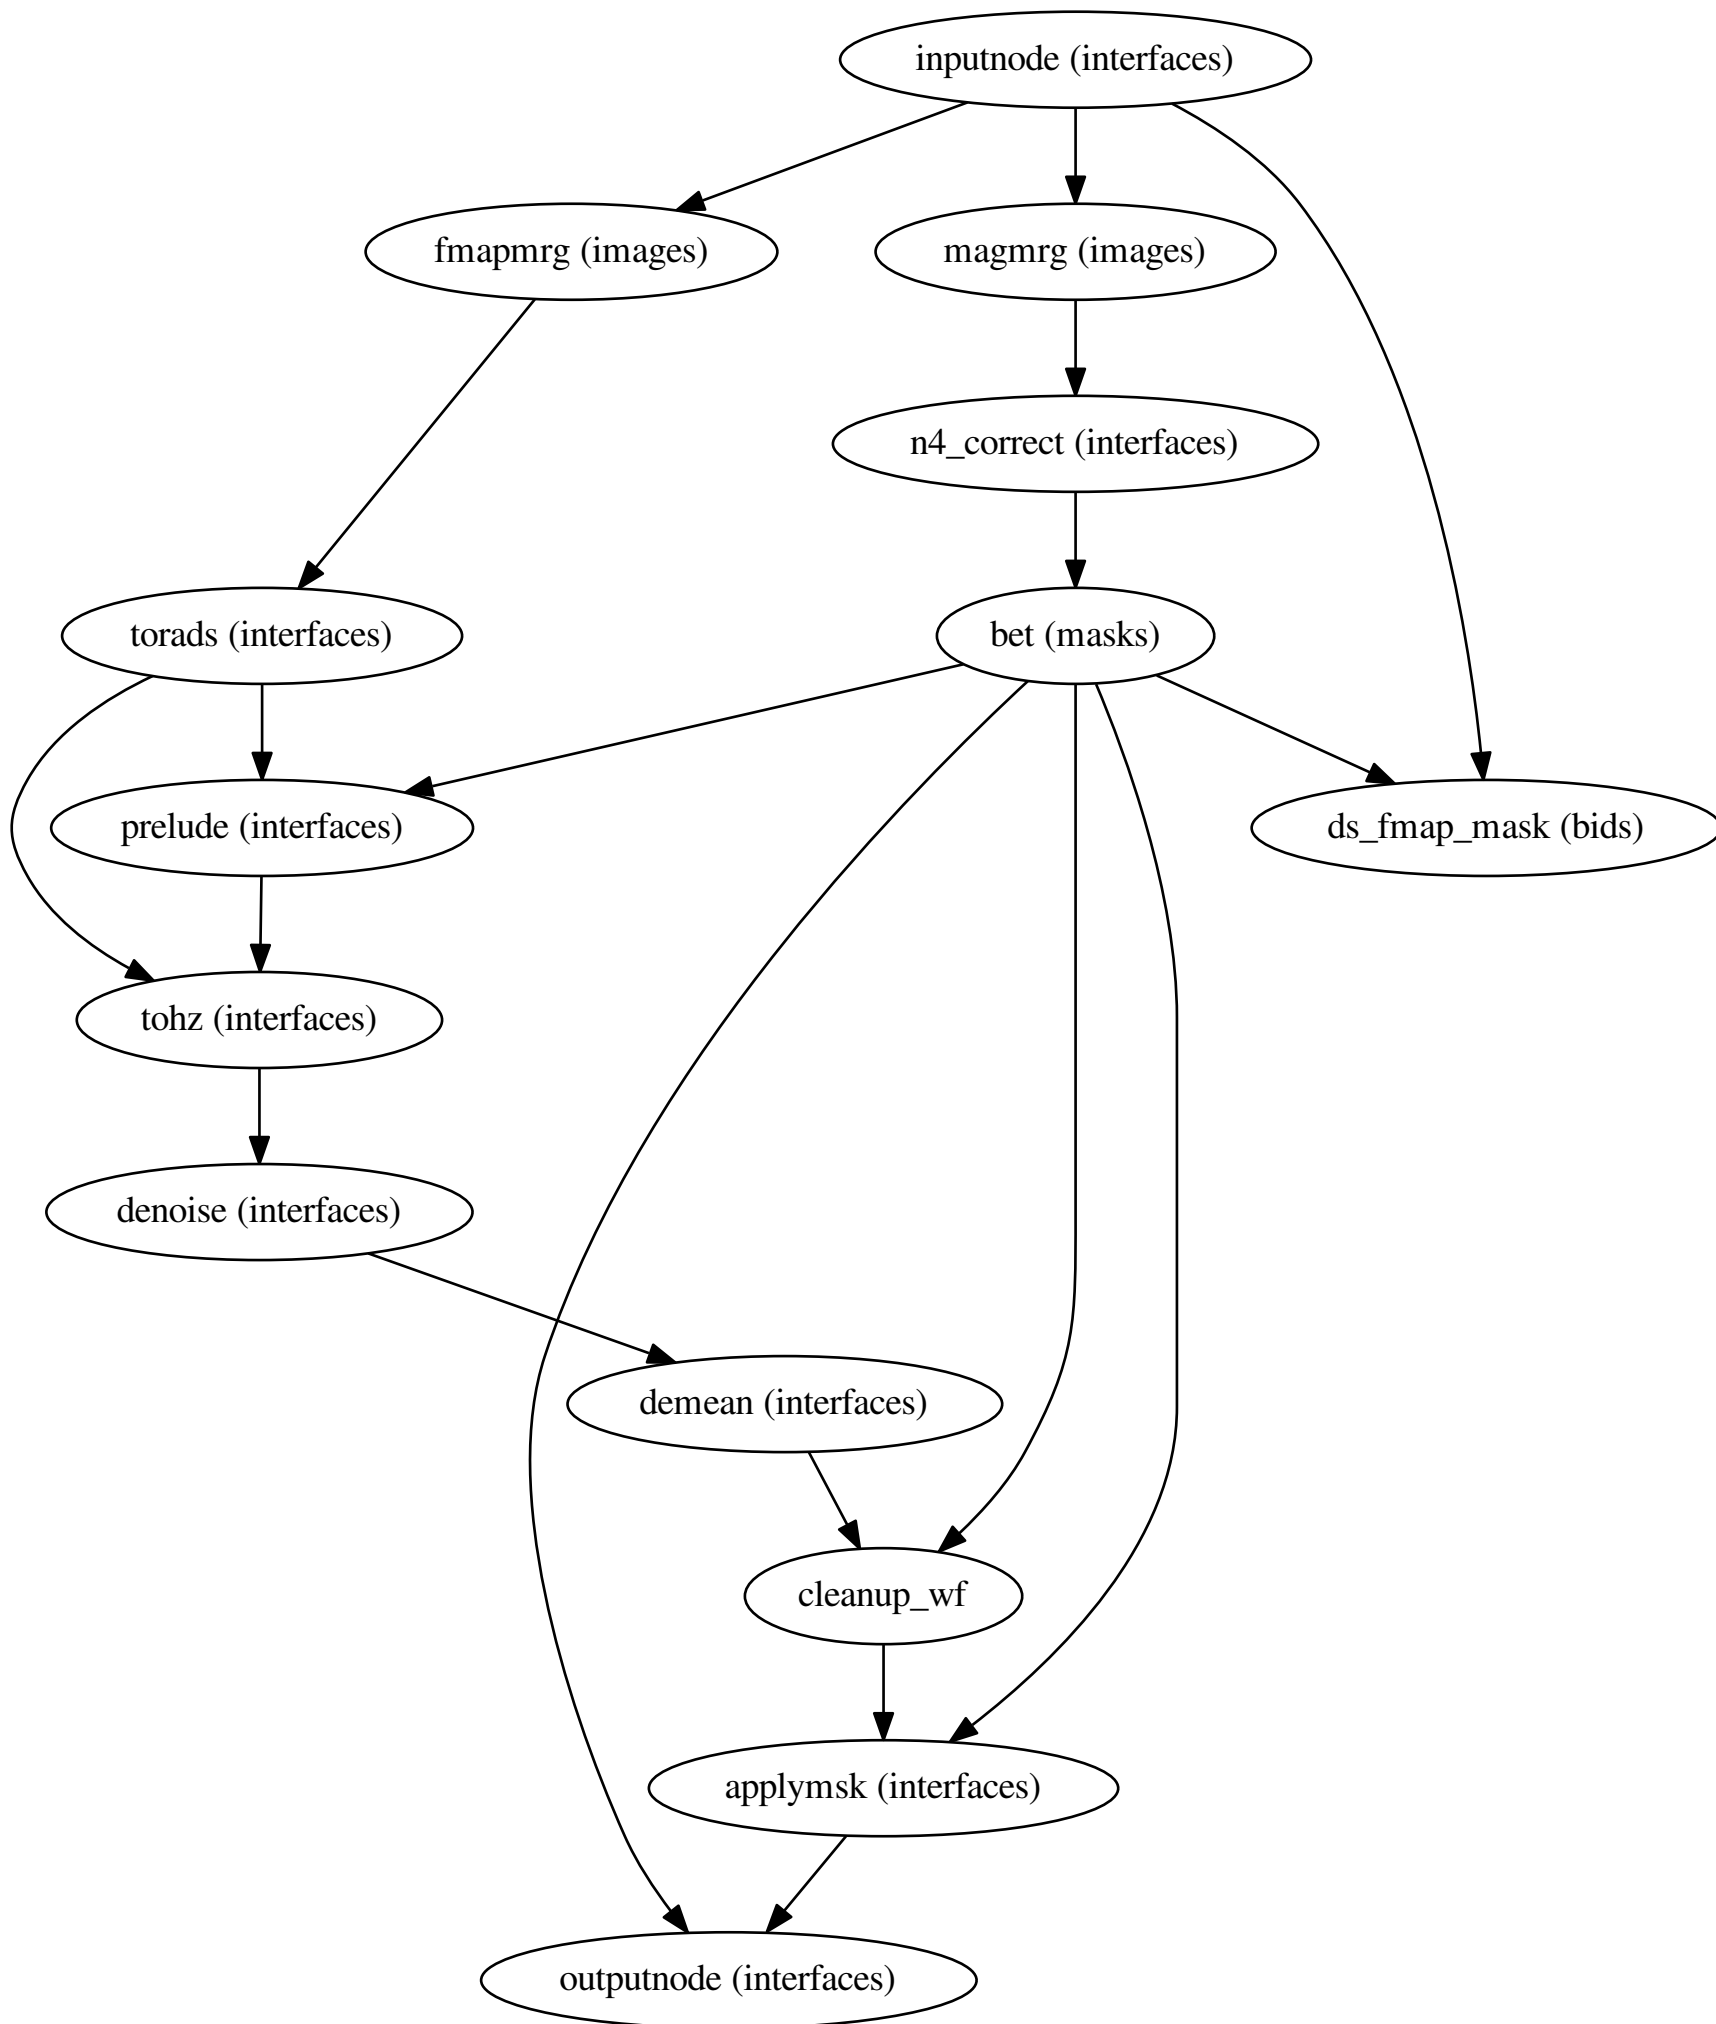 inputnode (interfaces)
fmapmrg (images)
magmrg (images)
n4_correct (interfaces)
torads (interfaces)
bet (masks)
prelude (interfaces)
ds_fmap_mask (bids)
tohz (interfaces)
denoise (interfaces)
demean (interfaces)
cleanup_wf
applymsk (interfaces)
outputnode (interfaces)